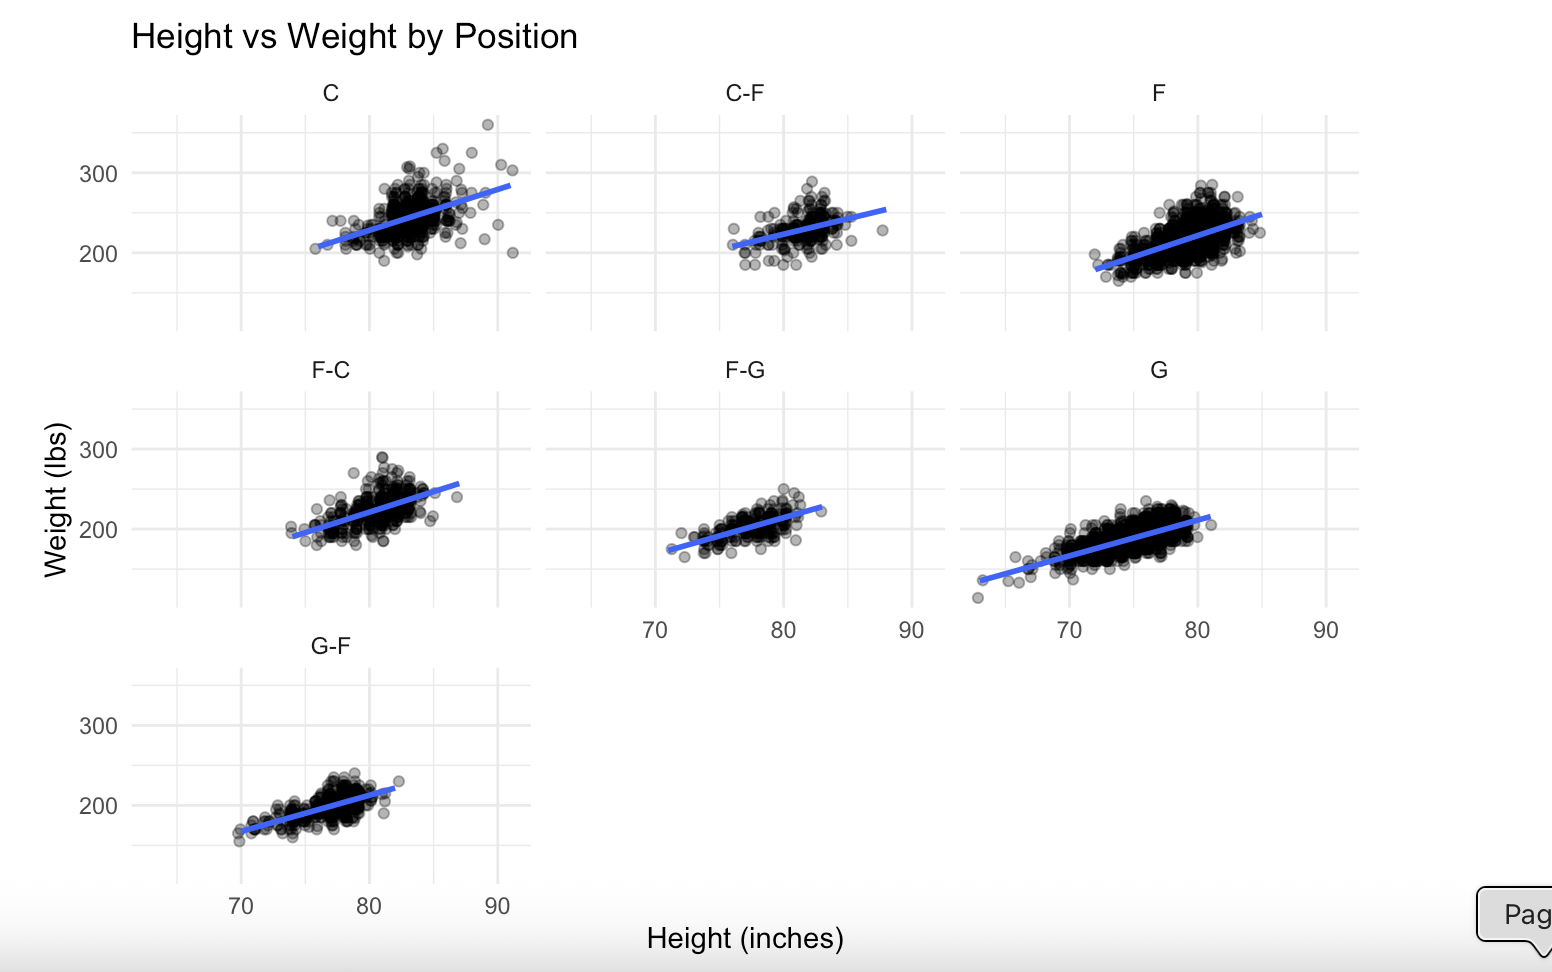 Height vs Weight by Position
C
C-F
F
300
200
F-C
F-G
G
Weight (lbs)
300
200
70 80 90
70 80 90
G-F
300
200
70 80 90
Height (inches)
Pag